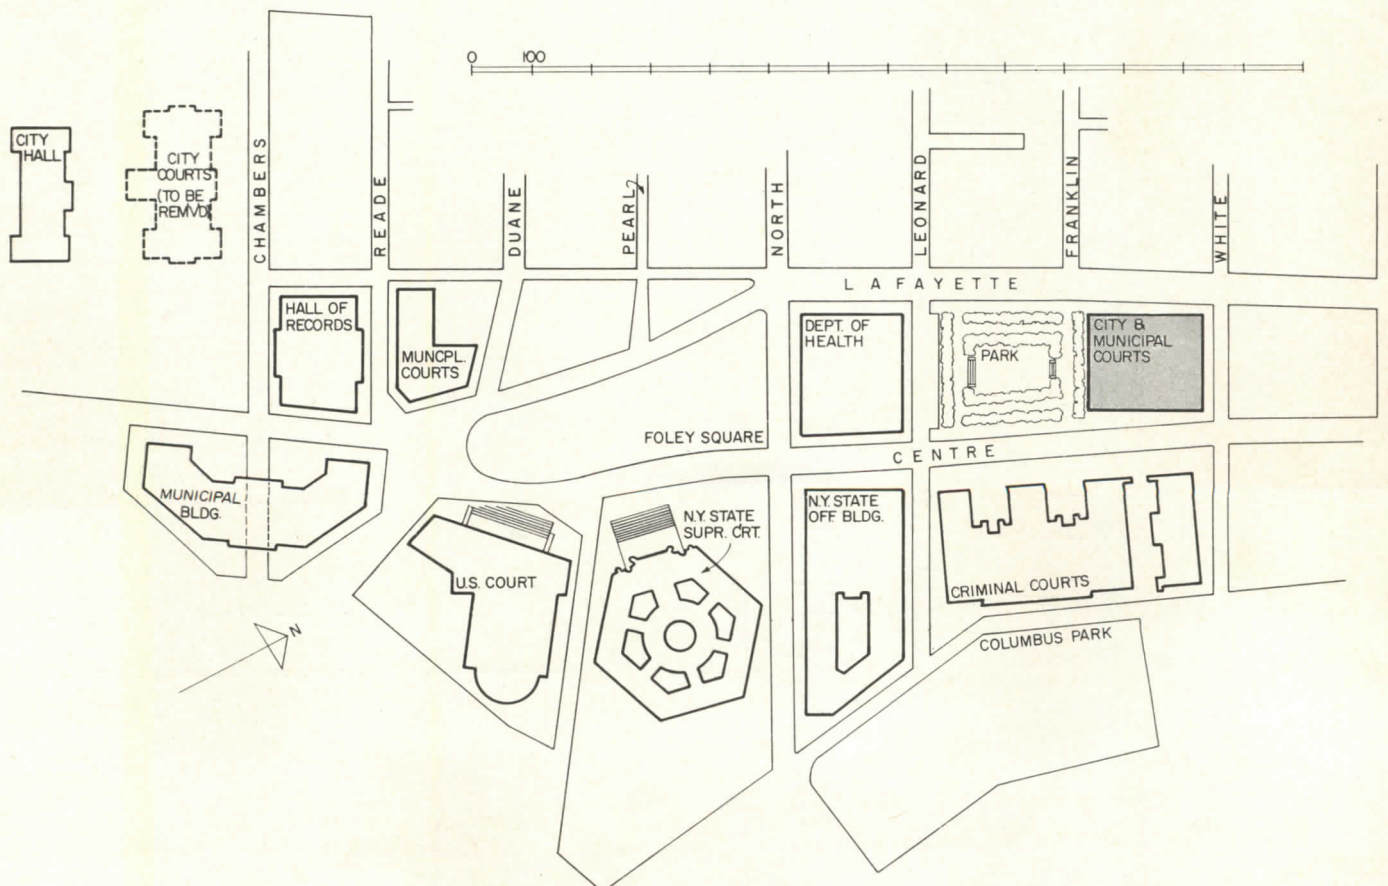 0 100
CITY
HALL
CITY
COURTS
(TO BE
REMVD)
CHAMBERS
READE
DUANE
PEARL
NORTH
LEONARD
FRANKLIN
WHITE
LAFAYETTE
HALL OF
RECORDS
MUNCPL.
COURTS
DEPT. OF
HEALTH
PARK
CITY &
MUNICIPAL
COURTS
FOLEY SQUARE
CENTRE
MUNICIPAL
BLDG.
U.S. COURT
N.Y. STATE
SUPR. CRT.
N.Y. STATE
OFF. BLDG.
CRIMINAL COURTS
COLUMBUS PARK
N